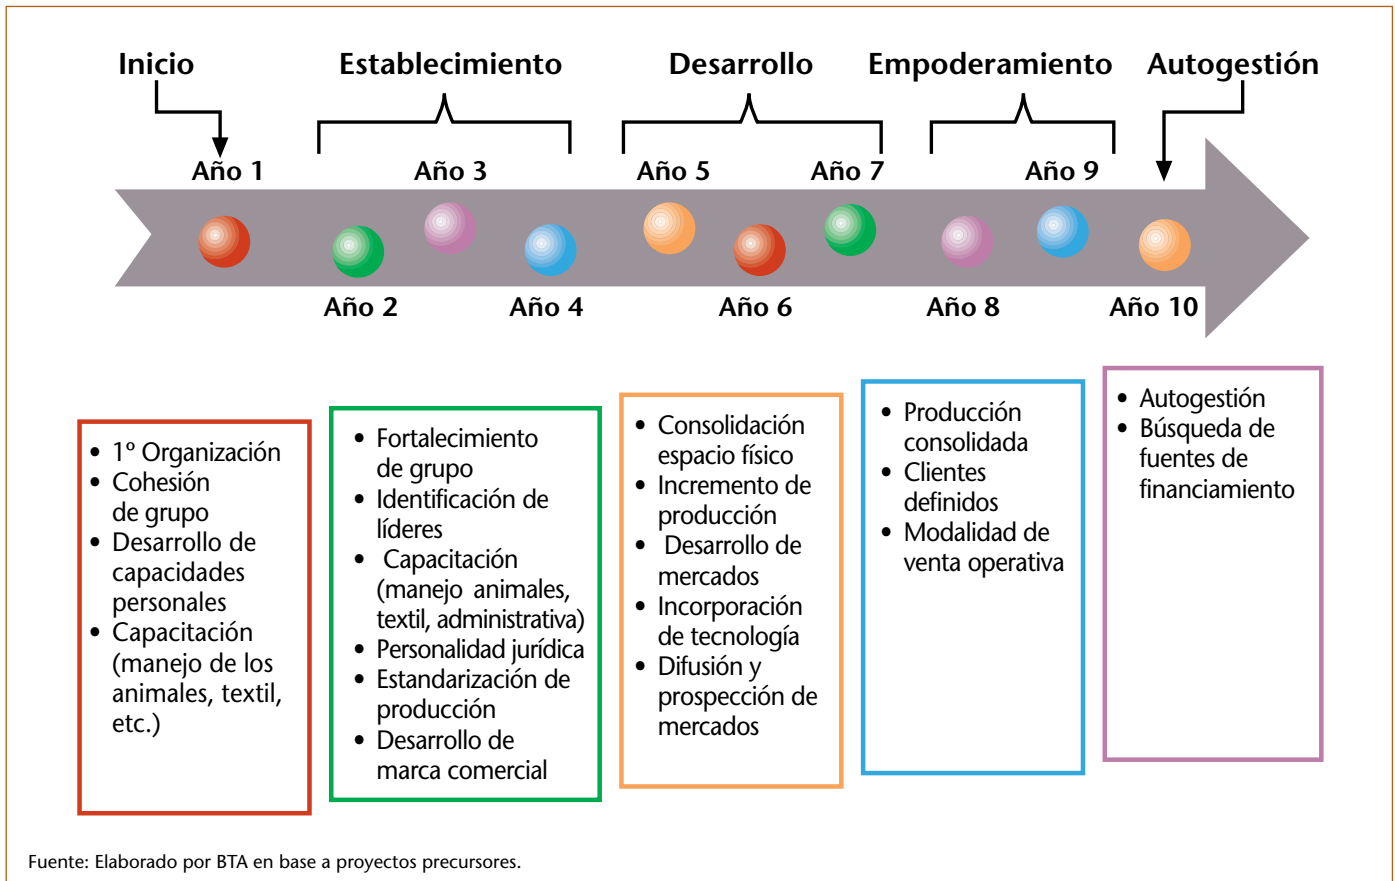 Inicio
Establecimiento
Desarrollo
Empoderamiento
Autogestión
Año 1
Año 3
Año 5
Año 7
Año 9
Año 2
Año 4
Año 6
Año 8
Año 10
• 1º Organización
• Cohesión
de grupo
• Desarrollo de
capacidades
personales
• Capacitación
(manejo de los
animales, textil,
etc.)
• Fortalecimiento
de grupo
• Identificación de
líderes
• Capacitación
(manejo animales,
textil, administrativa)
• Personalidad jurídica
• Estandarización de
producción
• Desarrollo de
marca comercial
• Consolidación
espacio físico
• Incremento de
producción
• Desarrollo de
mercados
• Incorporación
de tecnología
• Difusión y
prospección de
mercados
• Producción
consolidada
• Clientes
definidos
• Modalidad de
venta operativa
• Autogestión
• Búsqueda de
fuentes de
financiamiento
Fuente: Elaborado por BTA en base a proyectos precursores.